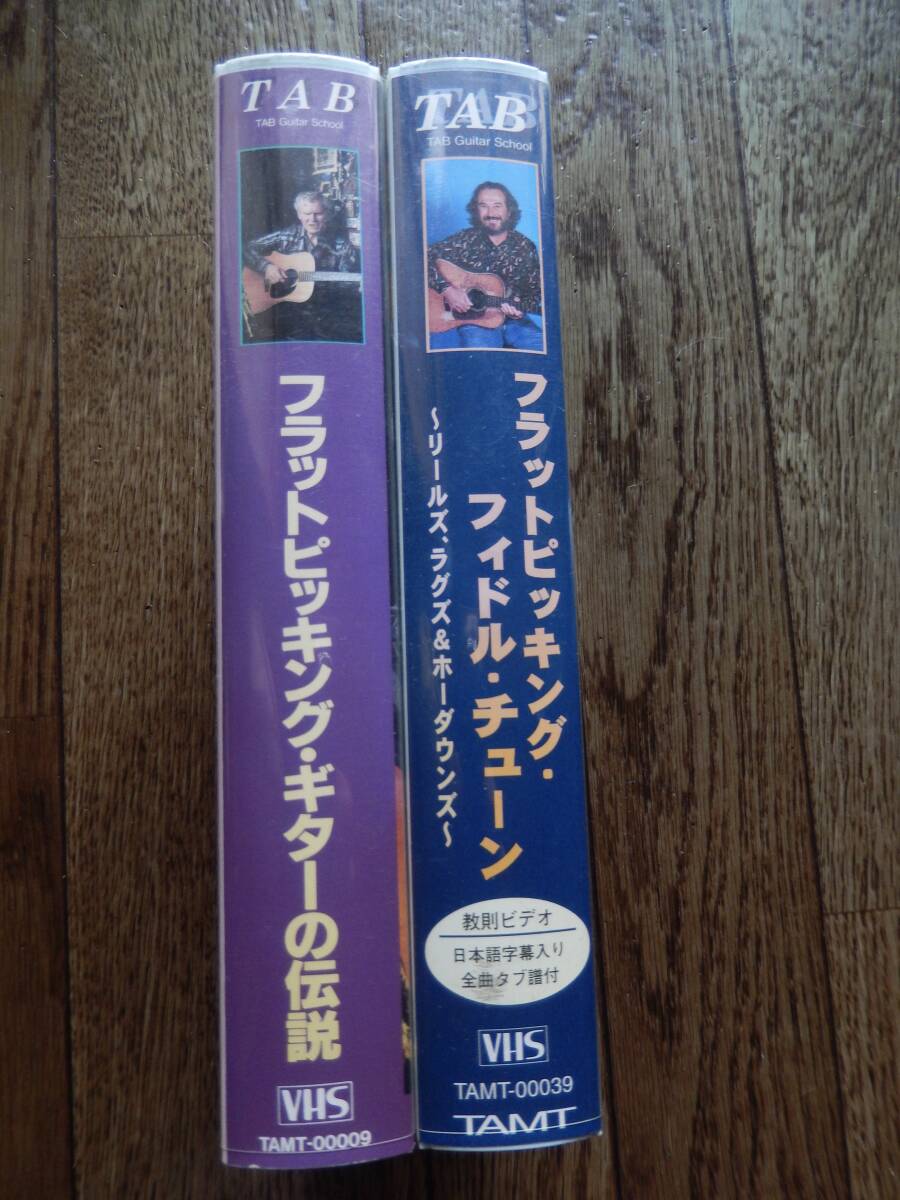 TAB
TAB Guitar School
フラットピッキング・ギターの伝説
VHS
TAMT-00009
TAB
TAB Guitar School
フラットピッキング・
フィドル・チューン
〜リールズ、ラグズ&ホーダウンズ〜
教則ビデオ
日本語字幕入り
全曲タブ譜付
VHS
TAMT-00039
TAMT